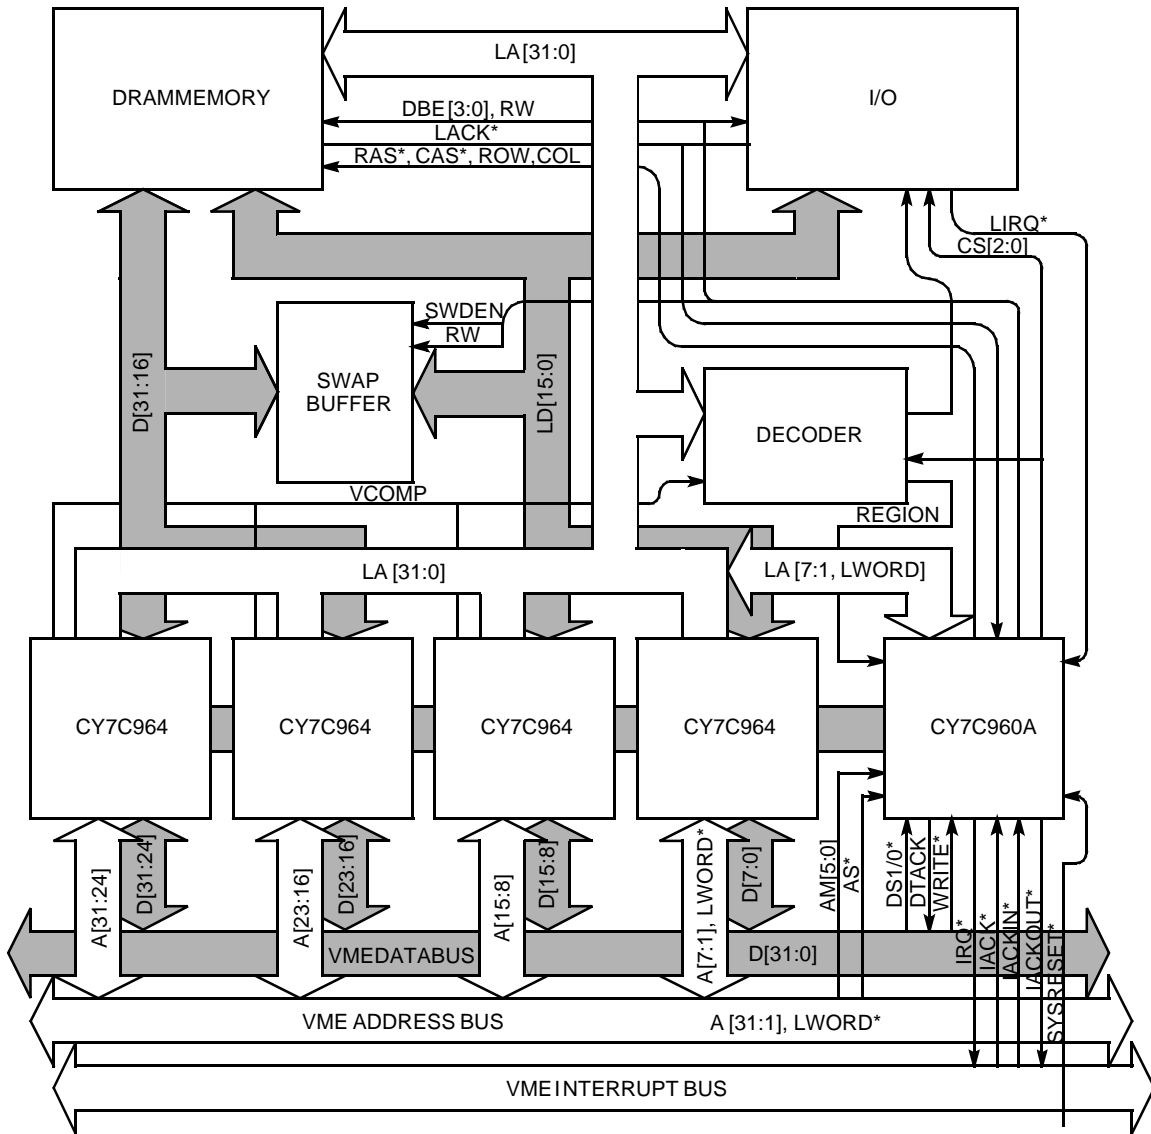 LA [31:0]
DRAMMEMORY
I/O
DBE [3:0], RW
LACK*
RAS*, CAS*, ROW, COL
LIRQ*
CS[2:0]
SWDEN
RW
D[31:16]
SWAP
BUFFER
LD[15:0]
DECODER
VCOMP
REGION
LA [31:0]
LA [7:1, LWORD]
CY7C964
CY7C964
CY7C964
CY7C964
CY7C960A
A[31:24]
D[31:24]
A[23:16]
D[23:16]
A[15:8]
D[15:8]
A[7:1], LWORD*
D[7:0]
AM[5:0]
AS*
DS1/0*
DTACK
WRITE*
IRQ*
IACK*
IACKIN*
IACKOUT*
SYSRESET*
VMEDATABUS
D[31:0]
VME ADDRESS BUS
A [31:1], LWORD*
VME INTERRUPT BUS